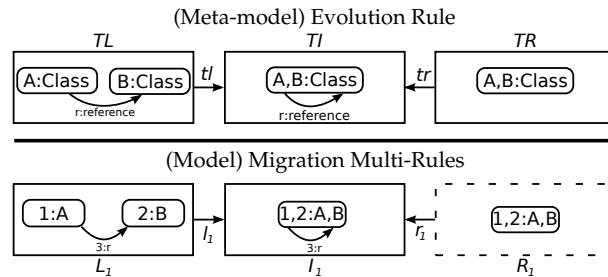 (Meta-model) Evolution Rule
TL TI TR
A:Class B:Class tl A,B:Class tr A,B:Class
r:reference r:reference
(Model) Migration Multi-Rules
1:A 2:B l1 1,2:A,B r1 1,2:A,B
3:r 3:r
L1 I1 R1